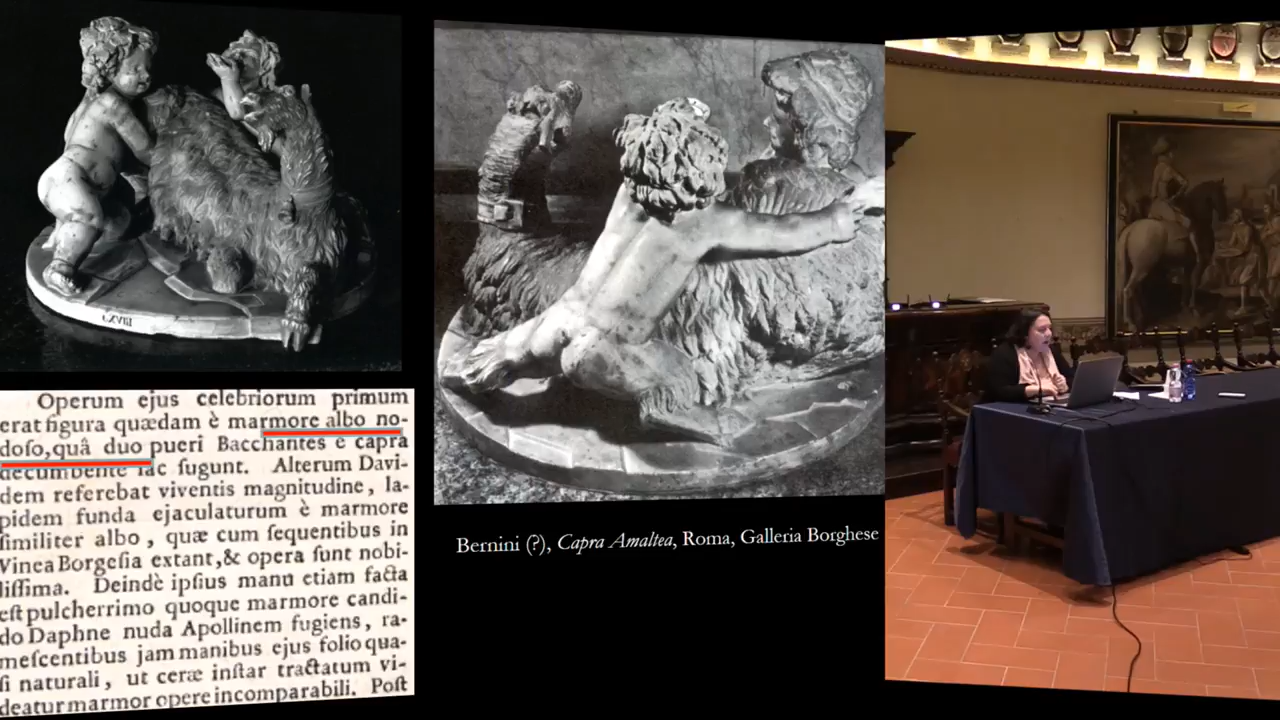 LXVIII
Operum ejus celebriorum primum
erat figura quædam è marmore albo no-
doſo, quâ duo pueri Bacchantes è capra
decumbente lac ſugunt. Alterum Davi-
dem referebat viventis magnitudine, la-
pidem funda ejaculaturum è marmore
ſimiliter albo, quæ cum ſequentibus in
Vinea Borgeſia extant, & opera ſunt nobi-
liſſima. Deindè ipſius manu etiam facta
eſt pulcherrimo quoque marmore candi-
do Daphne nuda Apollinem fugiens, ra-
meſcentibus jam manibus ejus folio qua-
ſi naturali, ut ceræ inſtar tractatum vi-
deatur marmor opere incomparabili. Poſt
Bernini (?), Capra Amaltea, Roma, Galleria Borghese